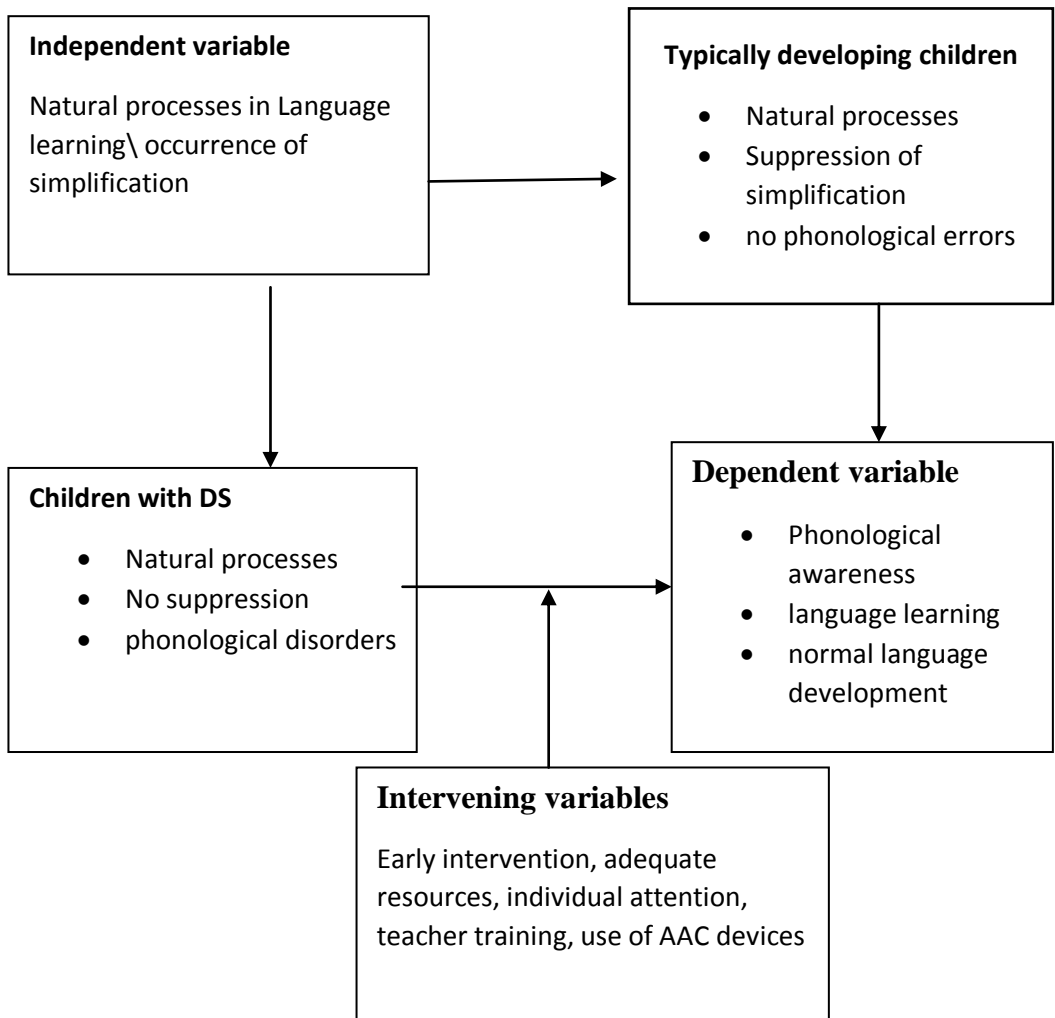 Independent variable
Natural processes in Language
learning\ occurrence of
simplification
Typically developing children
• Natural processes
• Suppression of
simplification
• no phonological errors
Children with DS
• Natural processes
• No suppression
• phonological disorders
Dependent variable
• Phonological
awareness
• language learning
• normal language
development
Intervening variables
Early intervention, adequate
resources, individual attention,
teacher training, use of AAC devices